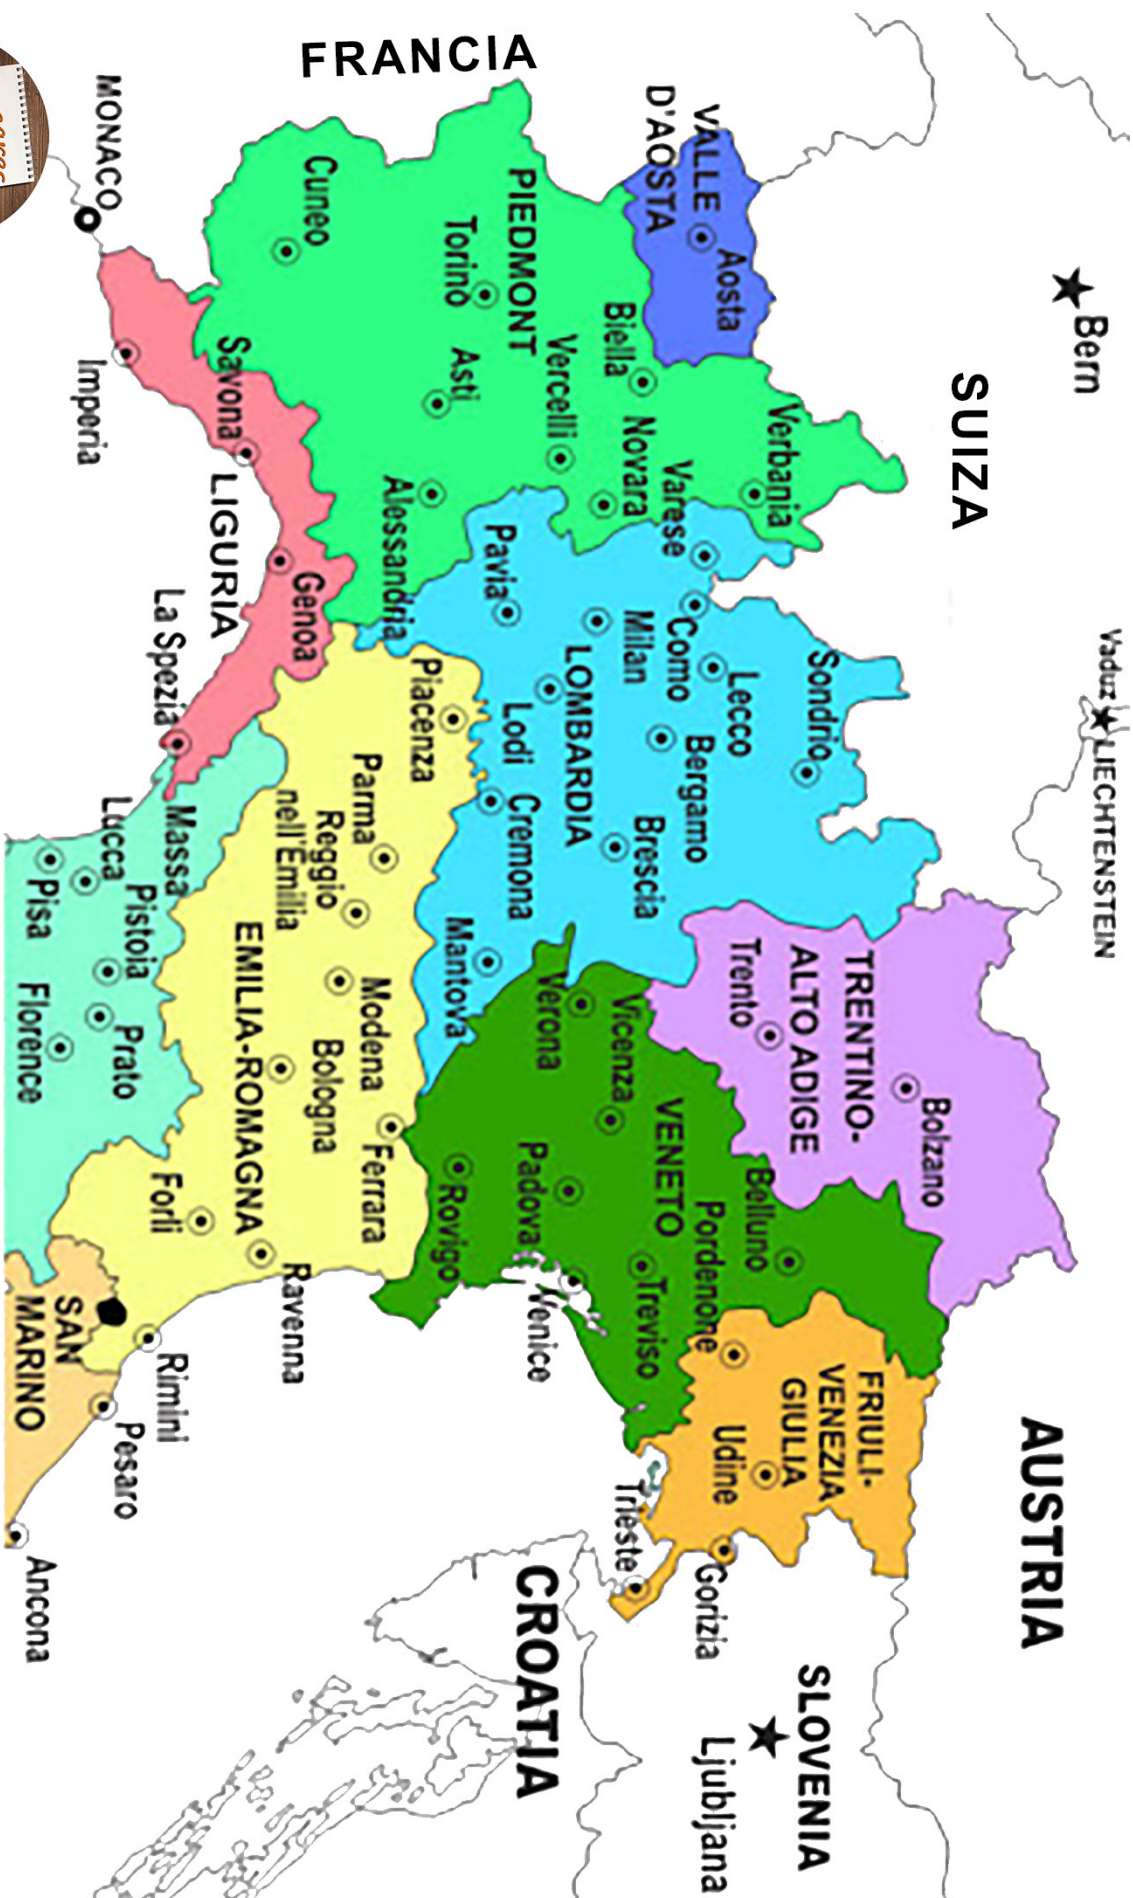 FRANCIA
SUIZA
AUSTRIA
SLOVENIA
CROATIA
MONACO
Bern
Vaduz
LIECHTENSTEIN
Ljubljana
VALLE
D'AOSTA
Aosta
PIEDMONT
Verbania
Biella
Novara
Vercelli
Torino
Asti
Alessandria
Cuneo
LIGURIA
Imperia
Savona
Genoa
La Spezia
LOMBARDIA
Varese
Como
Lecco
Sondrio
Milan
Bergamo
Brescia
Pavia
Lodi
Cremona
Mantova
TRENTINO-
ALTO ADIGE
Bolzano
Trento
VENETO
Verona
Vicenza
Belluno
Padova
Treviso
Venice
Rovigo
FRIULI-
VENEZIA
GIULIA
Pordenone
Udine
Gorizia
Trieste
EMILIA-ROMAGNA
Piacenza
Parma
Reggio
nell'Emilia
Modena
Bologna
Ferrara
Ravenna
Forli
Rimini
Massa
Lucca
Pisa
Pistoia
Prato
Florence
SAN
MARINO
Pesaro
Ancona